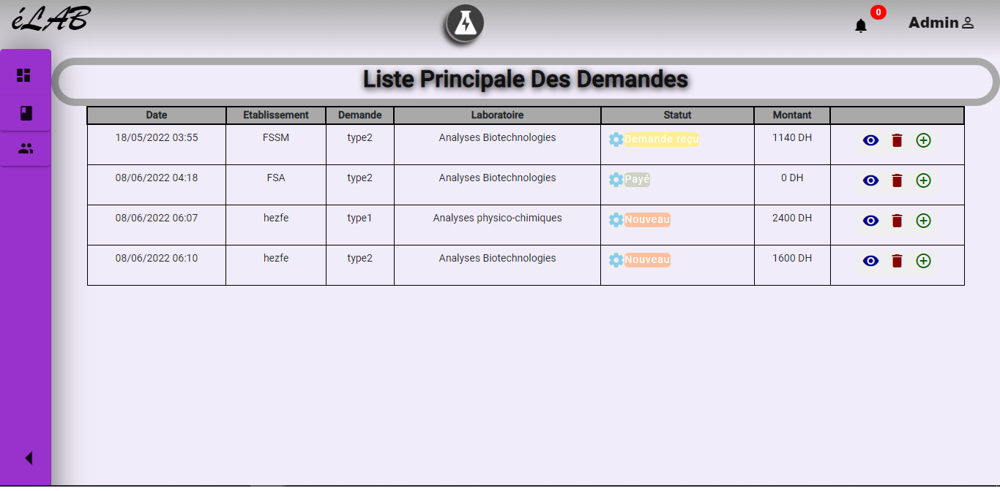 éLAB
0
Admin
Liste Principale Des Demandes
Date Etablissement Demande Laboratoire Statut Montant
18/05/2022 03:55 FSSM type2 Analyses Biotechnologies Demande reçu 1140 DH
08/06/2022 04:18 FSA type2 Analyses Biotechnologies Payé 0 DH
08/06/2022 06:07 hezfe type1 Analyses physico-chimiques Nouveau 2400 DH
08/06/2022 06:10 hezfe type2 Analyses Biotechnologies Nouveau 1600 DH